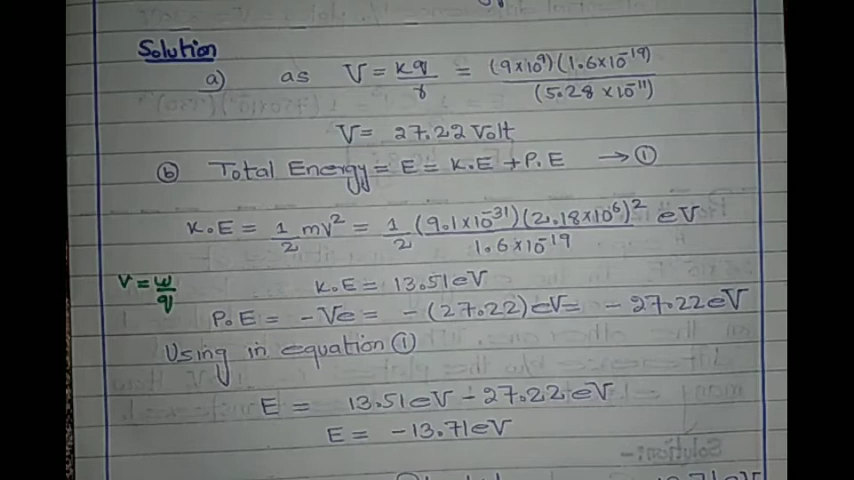 Solution
a) as V = kq/r = (9×10⁹)(1.6×10⁻¹⁹)/(5.28×10⁻¹¹)
V = 27.22 Volt
ⓑ Total Energy = E = K.E + P.E → ①
K.E = 1/2 mv² = 1/2 (9.1×10⁻³¹)(2.18×10⁶)²/1.6×10⁻¹⁹ eV
V = W/q
K.E = 13.51 eV
P.E = -Ve = -(27.22)eV = -27.22eV
Using in equation ①
E = 13.51eV - 27.22eV
E = -13.71eV